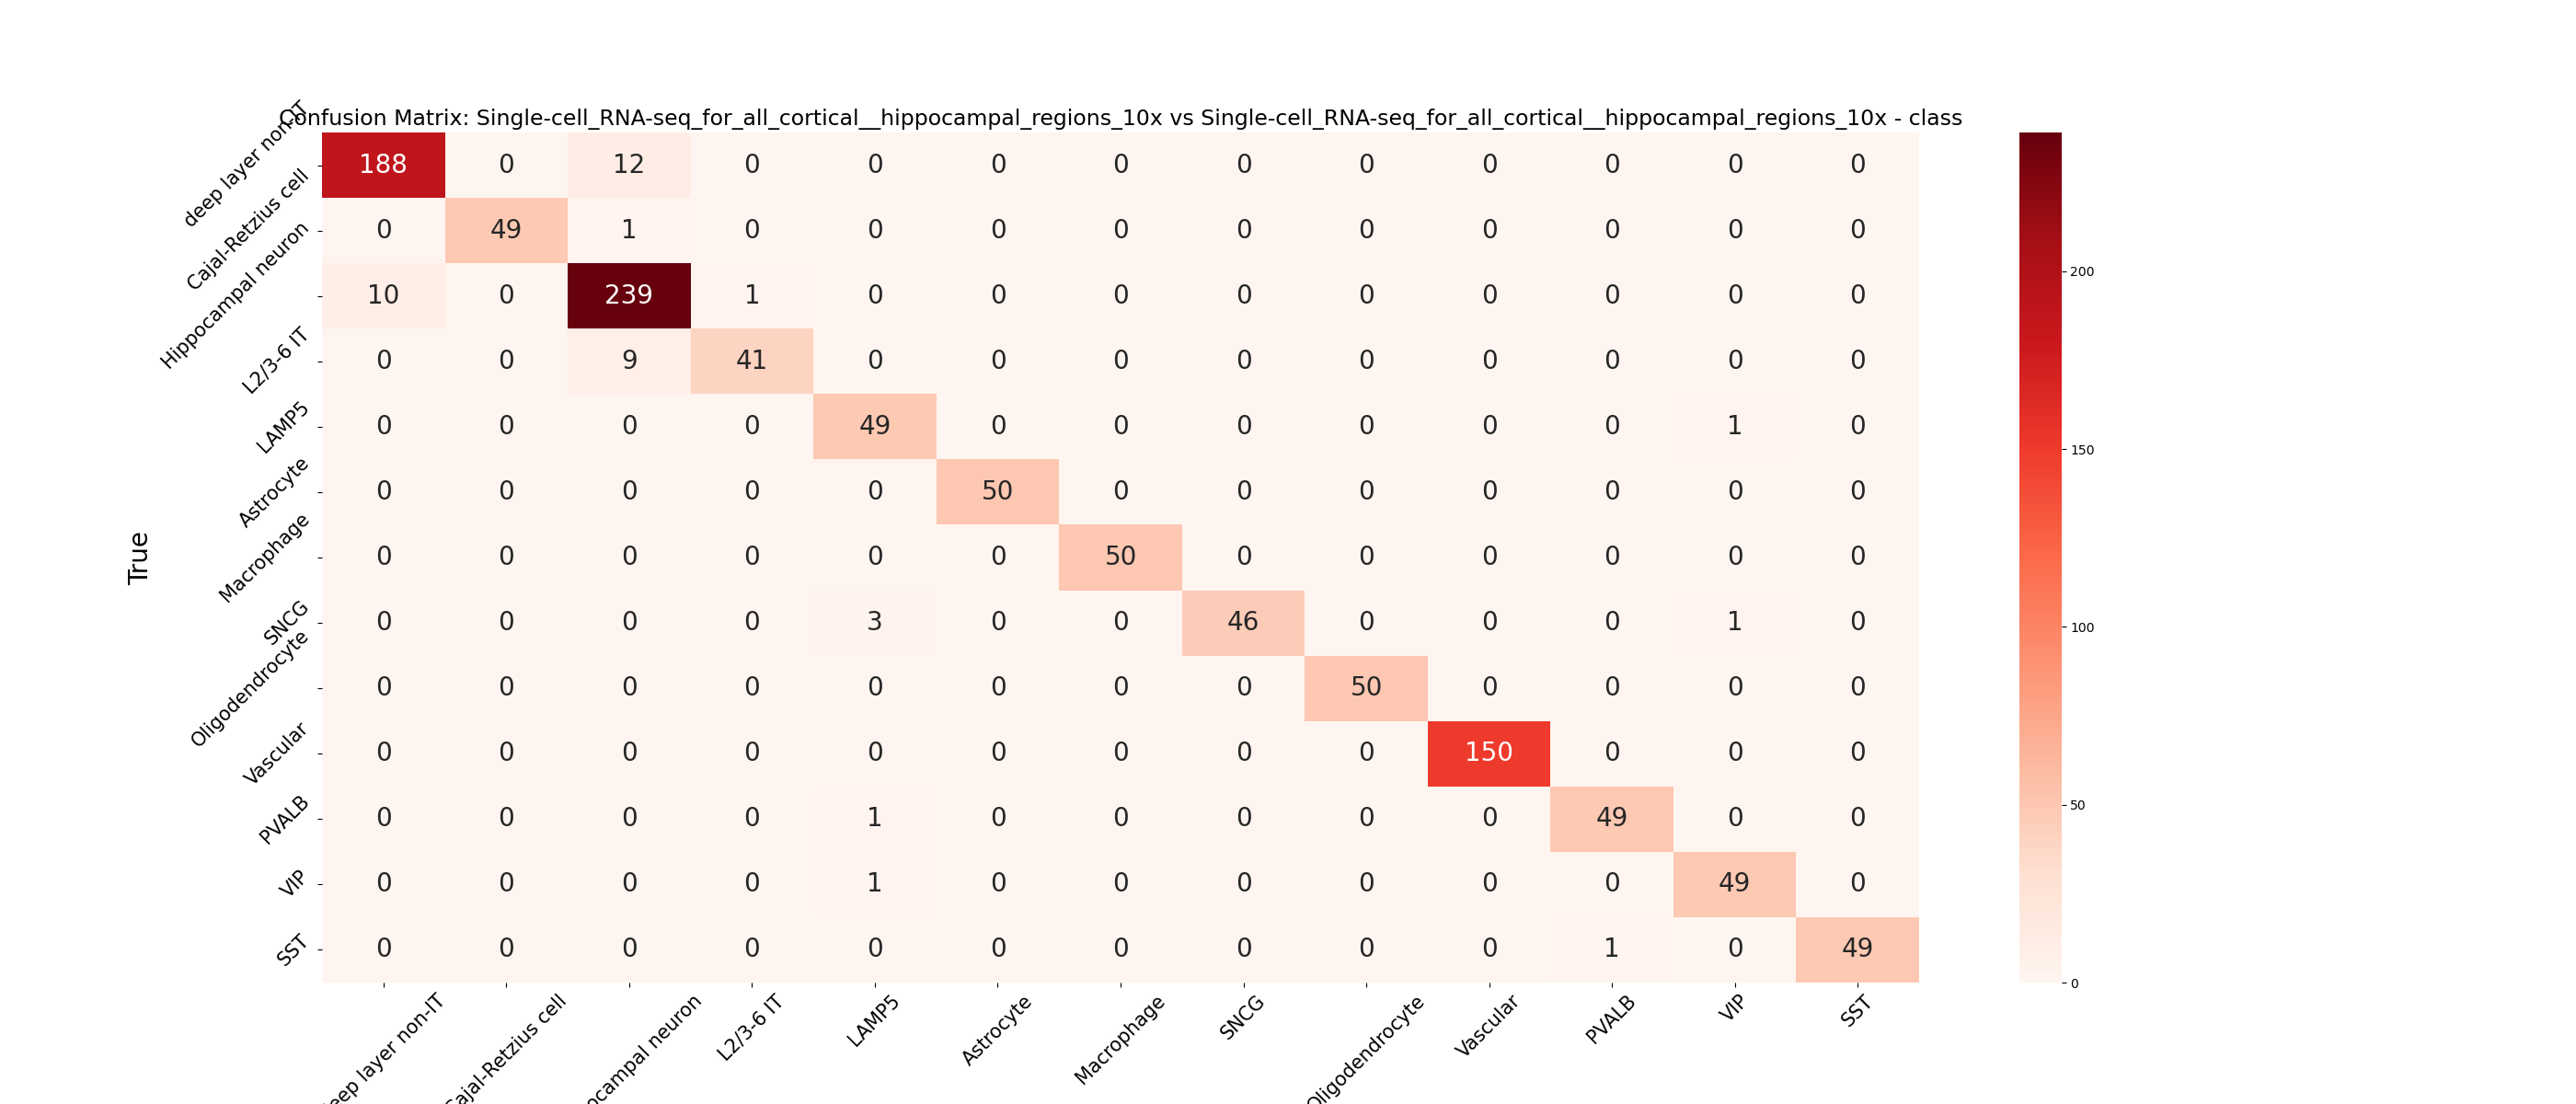 Confusion Matrix: Single-cell_RNA-seq_for_all_cortical__hippocampal_regions_10x vs Single-cell_RNA-seq_for_all_cortical__hippocampal_regions_10x - class
True
deep layer non-IT 188 0 12 0 0 0 0 0 0 0 0 0 0
Cajal-Retzius cell 0 49 1 0 0 0 0 0 0 0 0 0 0
Hippocampal neuron 10 0 239 1 0 0 0 0 0 0 0 0 0
L2/3-6 IT 0 0 9 41 0 0 0 0 0 0 0 0 0
LAMP5 0 0 0 0 49 0 0 0 0 0 0 1 0
Astrocyte 0 0 0 0 0 50 0 0 0 0 0 0 0
Macrophage 0 0 0 0 0 0 50 0 0 0 0 0 0
SNCG 0 0 0 0 3 0 0 46 0 0 0 1 0
Oligodendrocyte 0 0 0 0 0 0 0 0 50 0 0 0 0
Vascular 0 0 0 0 0 0 0 0 0 150 0 0 0
PVALB 0 0 0 0 1 0 0 0 0 0 49 0 0
VIP 0 0 0 0 1 0 0 0 0 0 0 49 0
SST 0 0 0 0 0 0 0 0 0 0 1 0 49
eep layer non-IT
Cajal-Retzius cell
ocampal neuron
L2/3-6 IT
LAMP5
Astrocyte
Macrophage
SNCG
Oligodendrocyte
Vascular
PVALB
VIP
SST
200
150
100
50
0